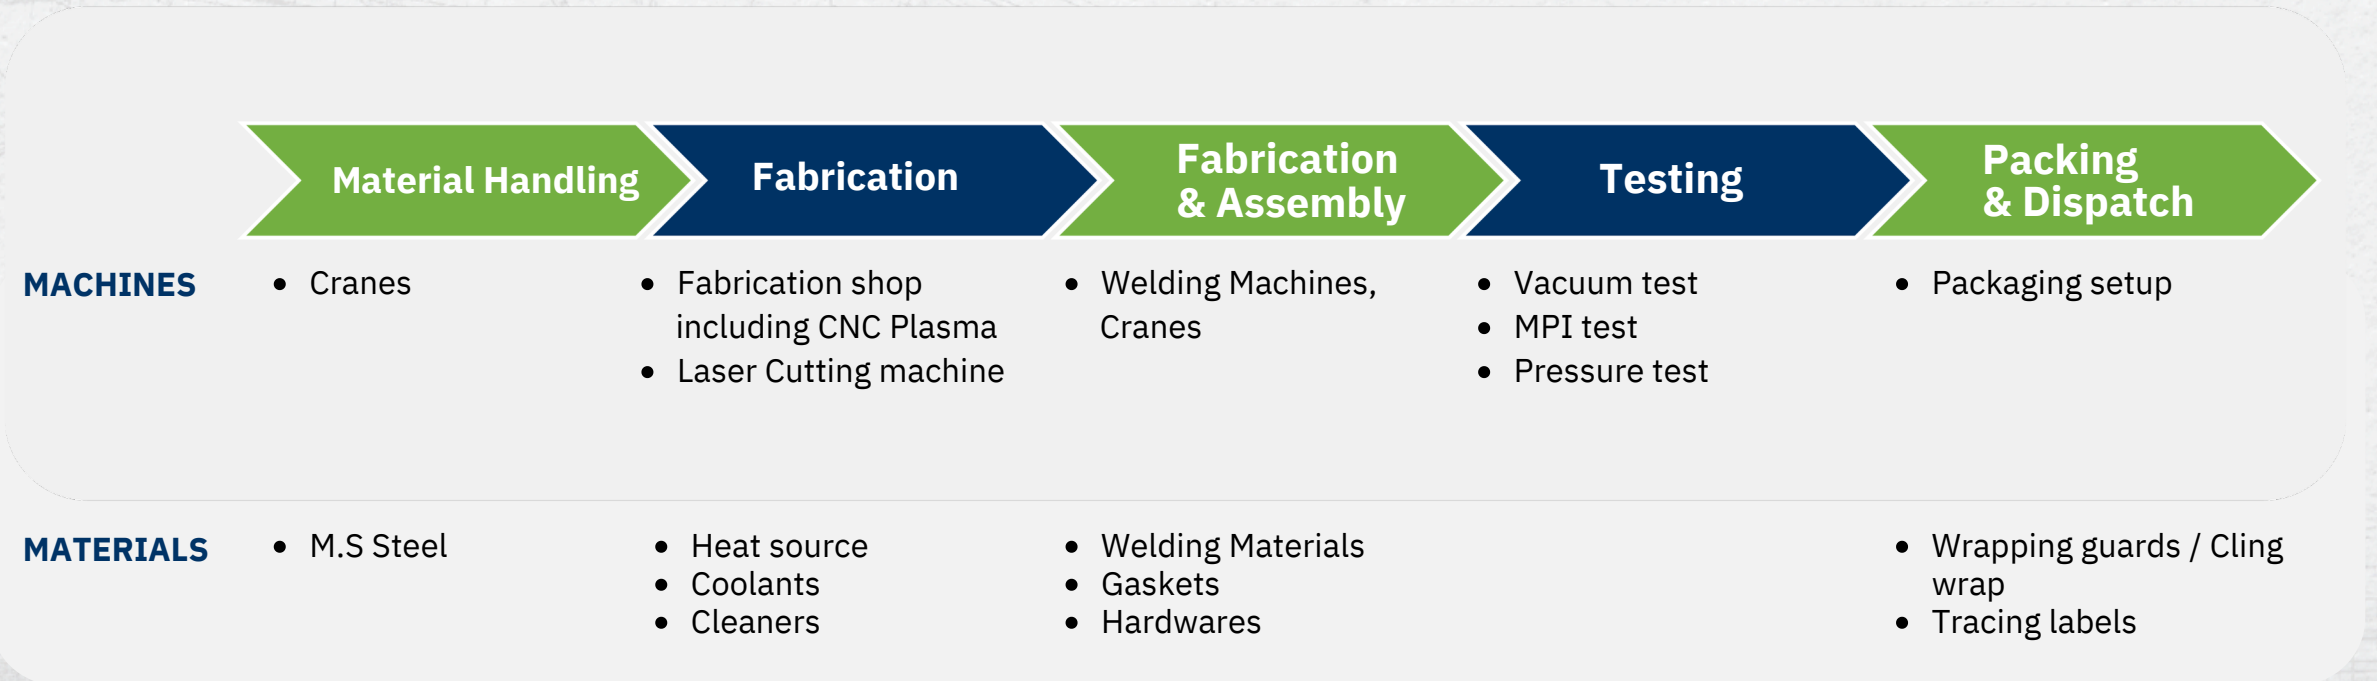 Material Handling
Fabrication
Fabrication
& Assembly
Testing
Packing
& Dispatch
MACHINES
• Cranes
• Fabrication shop
including CNC Plasma
• Laser Cutting machine
• Welding Machines,
Cranes
• Vacuum test
• MPI test
• Pressure test
• Packaging setup
MATERIALS
• M.S Steel
• Heat source
• Coolants
• Cleaners
• Welding Materials
• Gaskets
• Hardwares
• Wrapping guards / Cling
wrap
• Tracing labels